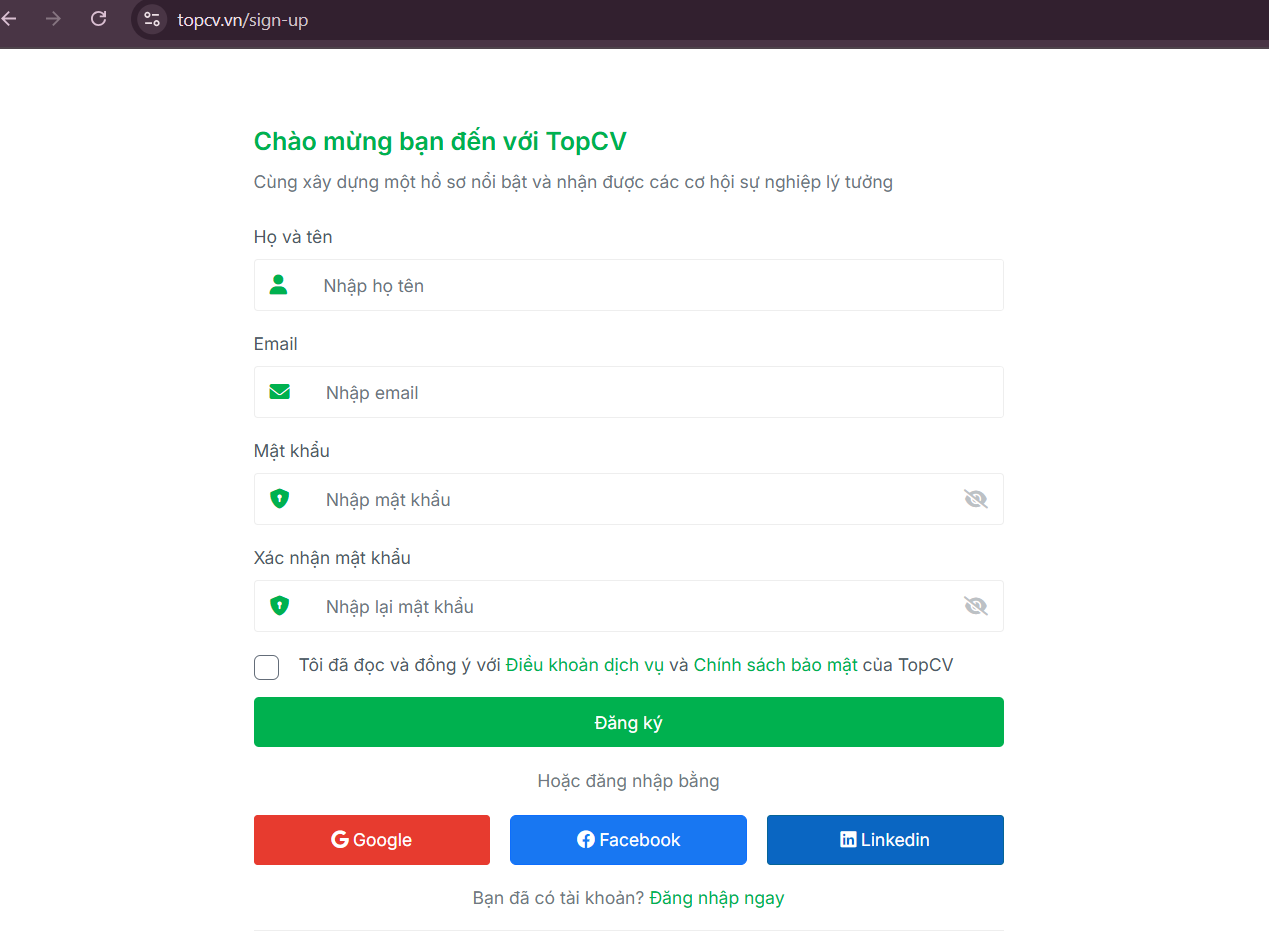 topcv.vn/sign-up
Chào mừng bạn đến với TopCV
Cùng xây dựng một hồ sơ nổi bật và nhận được các cơ hội sự nghiệp lý tưởng
Họ và tên
Nhập họ tên
Email
Nhập email
Mật khẩu
Nhập mật khẩu
Xác nhận mật khẩu
Nhập lại mật khẩu
Tôi đã đọc và đồng ý với Điều khoản dịch vụ và Chính sách bảo mật của TopCV
Đăng ký
Hoặc đăng nhập bằng
Google Facebook Linkedin
Bạn đã có tài khoản? Đăng nhập ngay